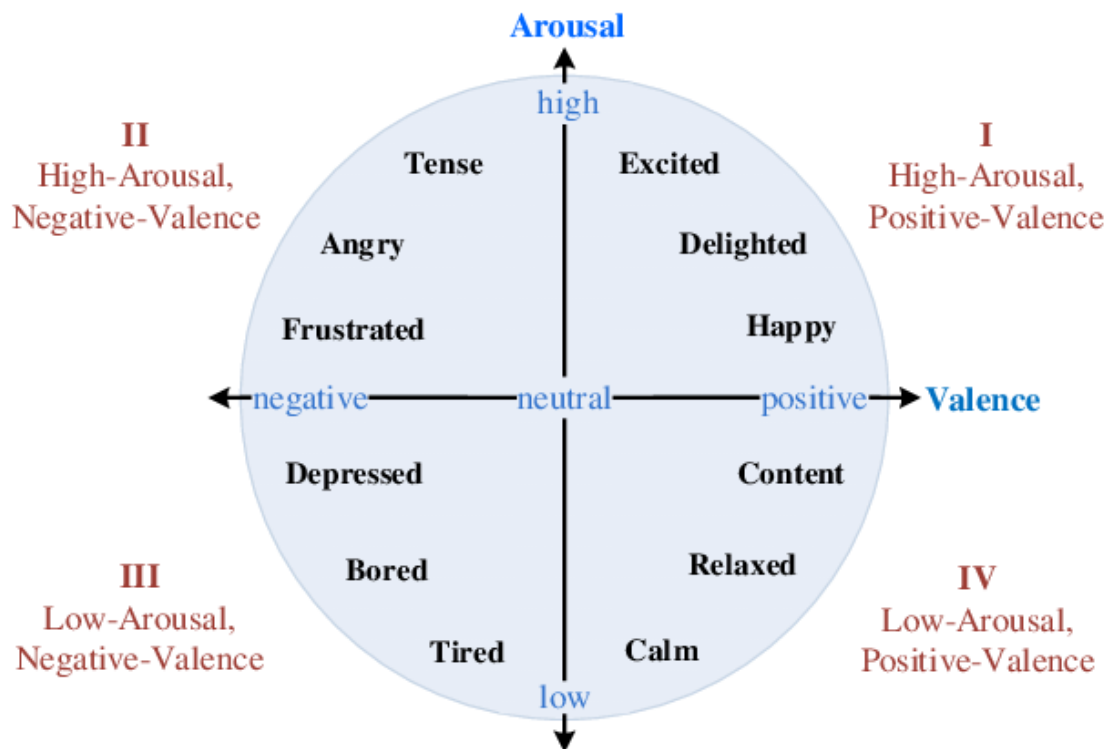 Arousal
high
II
High-Arousal,
Negative-Valence
I
High-Arousal,
Positive-Valence
Tense
Excited
Angry
Delighted
Frustrated
Happy
negative
neutral
positive
Valence
Depressed
Content
Bored
Relaxed
III
Low-Arousal,
Negative-Valence
IV
Low-Arousal,
Positive-Valence
Tired
Calm
low